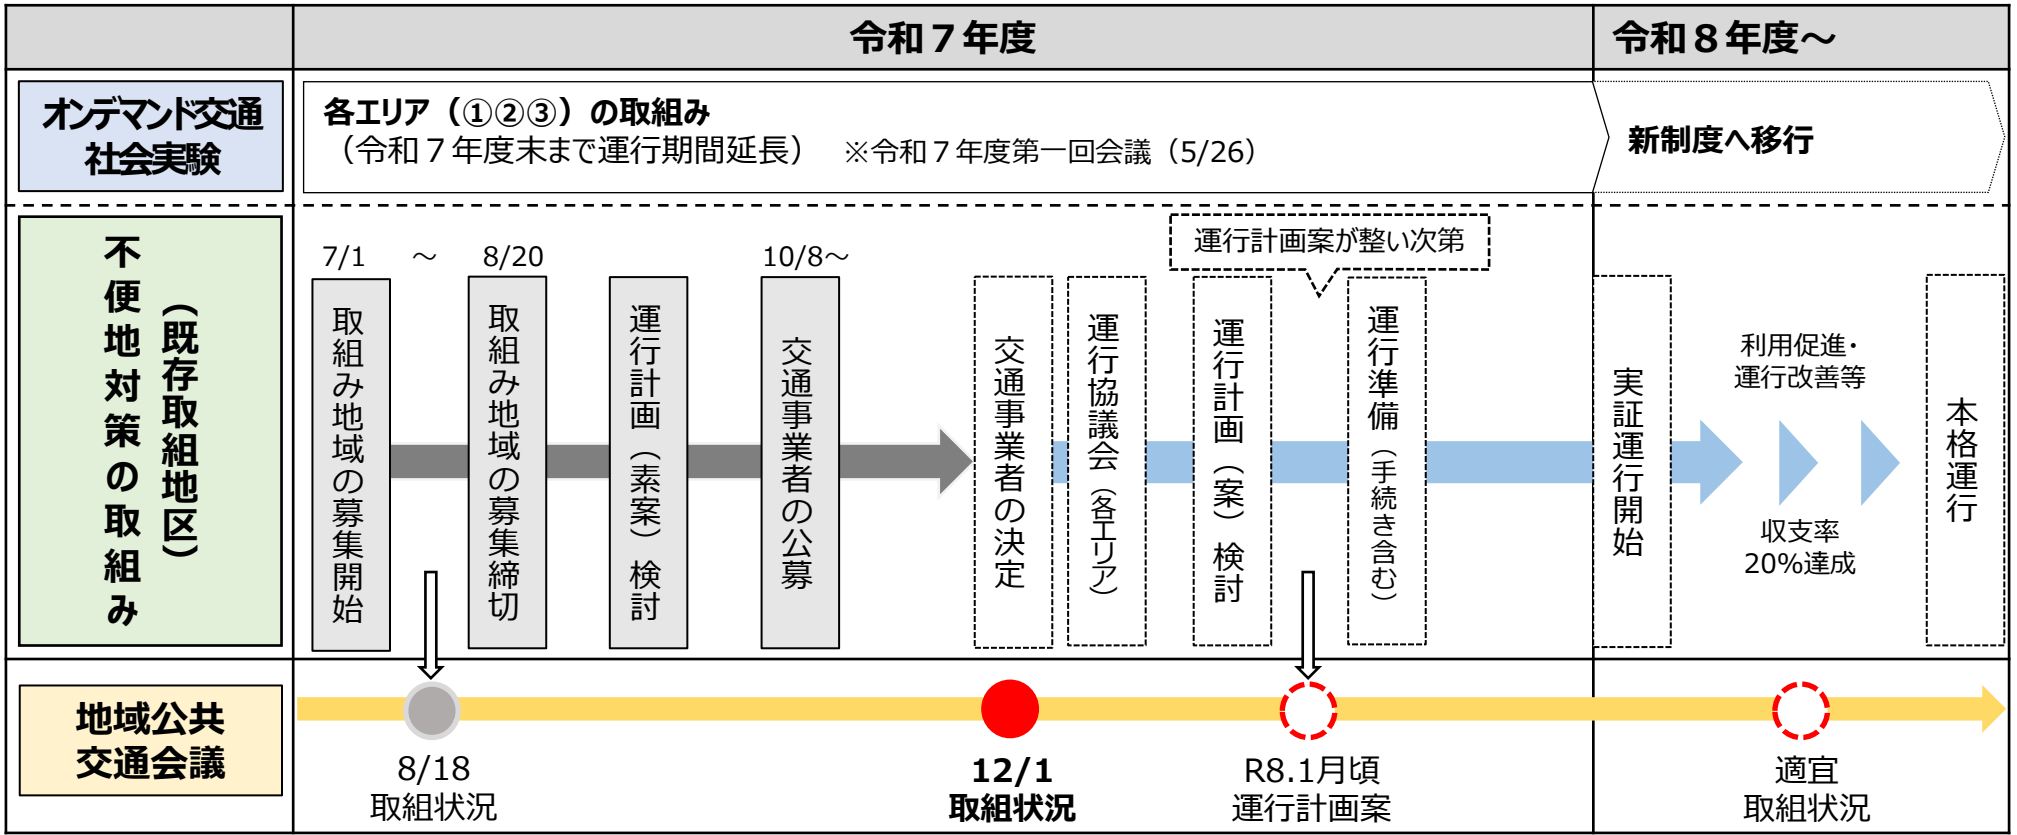 令和７年度
令和８年度～
オンデマンド交通
社会実験
各エリア（①②③）の取組み
（令和７年度末まで運行期間延長）　※令和７年度第一回会議（5/26）
新制度へ移行
不便地対策の取組み
（既存取組地区）
7/1　～　8/20
10/8～
運行計画案が整い次第
取組み地域の募集開始
取組み地域の募集締切
運行計画（素案）検討
交通事業者の公募
交通事業者の決定
運行協議会（各エリア）
運行計画（案）検討
運行準備（手続き含む）
実証運行開始
利用促進・
運行改善等
収支率
20%達成
本格運行
地域公共
交通会議
8/18
取組状況
12/1
取組状況
R8.1月頃
運行計画案
適宜
取組状況